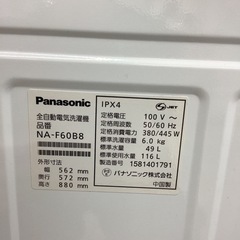 Panasonic
全自動電気洗濯機
品番
NA-F60B8
外形寸法
幅 562 mm
奥行 572 mm
高さ 880 mm
IPX4
JET
定格電圧 100 V～
定格周波数 50/60 Hz
定格消費電力 380/445 W
標準洗濯容量 6.0 kg
標準水量 49 L
標準使用水量 116 L
製造番号 1581401791
パナソニック株式会社
中国製